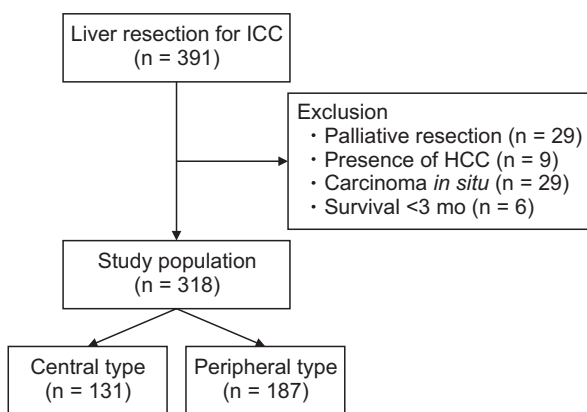 Liver resection for ICC
(n = 391)
Exclusion
・Palliative resection (n = 29)
・Presence of HCC (n = 9)
・Carcinoma in situ (n = 29)
・Survival <3 mo (n = 6)
Study population
(n = 318)
Central type
(n = 131)
Peripheral type
(n = 187)